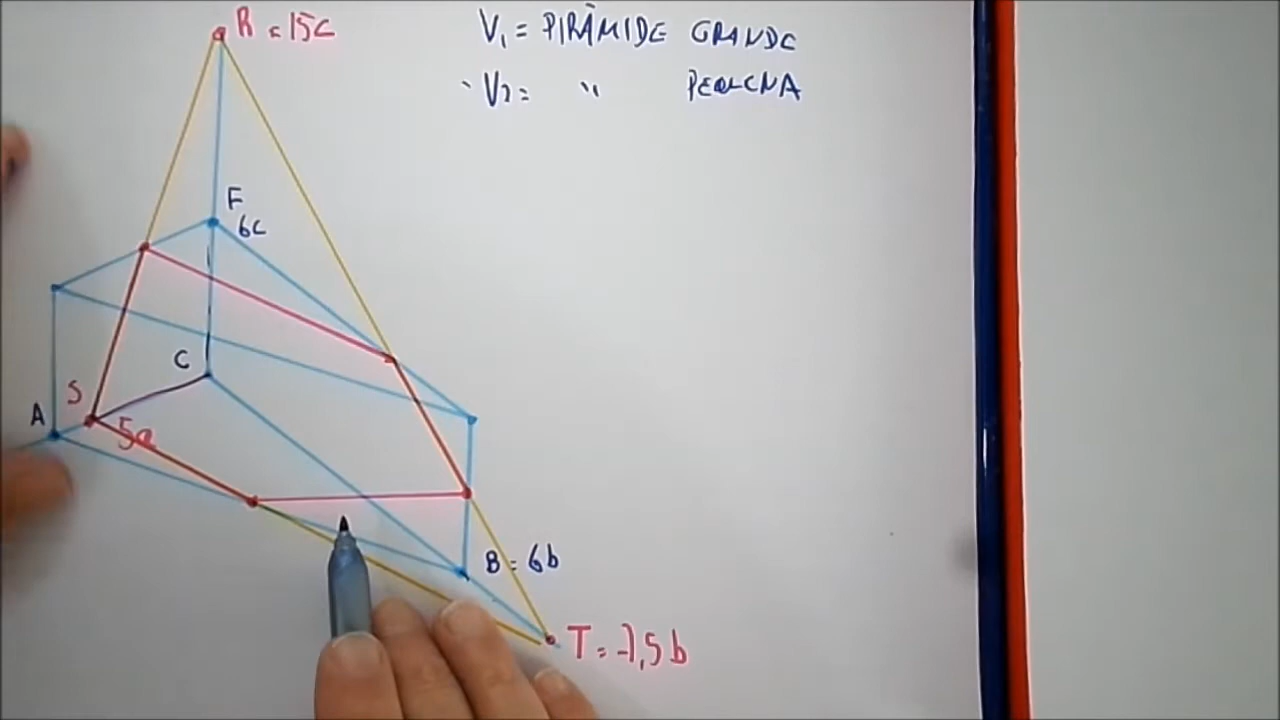 R = 15c
V₁ = PIRÂMIDE GRANDE
V₂ = " PEQUENA
F
6c
C
S
A
5a
B = 6b
T = 7,5b